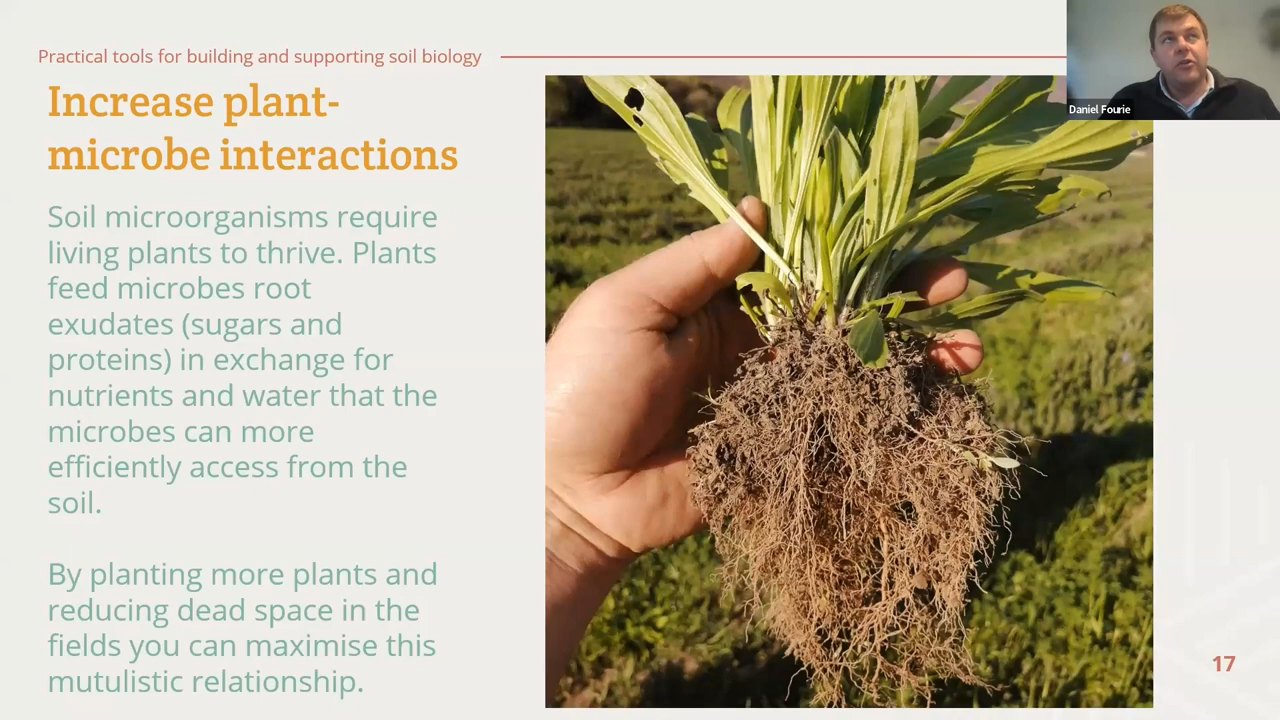 Practical tools for building and supporting soil biology
Increase plant-
microbe interactions
Soil microorganisms require
living plants to thrive. Plants
feed microbes root
exudates (sugars and
proteins) in exchange for
nutrients and water that the
microbes can more
efficiently access from the
soil.
By planting more plants and
reducing dead space in the
fields you can maximise this
mutulistic relationship.
Daniel Fourie
17